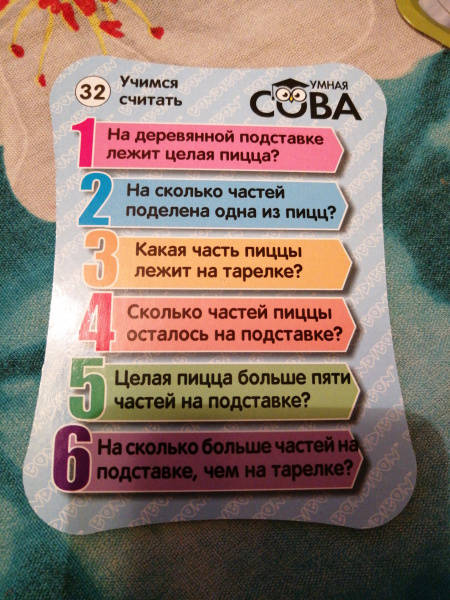 32
Учимся
считать
УМНАЯ
СОВА
1
На деревянной подставке
лежит целая пицца?
2
На сколько частей
поделена одна из пицц?
3
Какая часть пиццы
лежит на тарелке?
4
Сколько частей пиццы
осталось на подставке?
5
Целая пицца больше пяти
частей на подставке?
6
На сколько больше частей на
подставке, чем на тарелке?